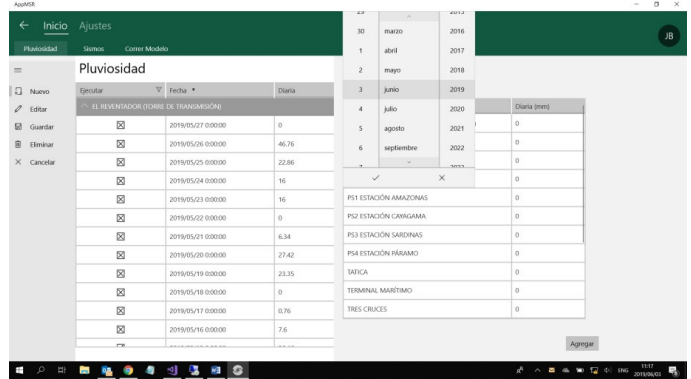 AppMSR
Inicio Ajustes
JB
Pluviosidad Sismos Correr Modelo
Pluviosidad
Nuevo
Editar
Guardar
Eliminar
Cancelar
Ejecutar Fecha Diaria
EL REVENTADOR (TORRE DE TRANSMISIÓN)
2019/05/27 0:00:00 0
2019/05/26 0:00:00 46.76
2019/05/25 0:00:00 22.86
2019/05/24 0:00:00 16
2019/05/23 0:00:00 16
2019/05/22 0:00:00 0
2019/05/21 0:00:00 6.34
2019/05/20 0:00:00 27.42
2019/05/19 0:00:00 23.35
2019/05/18 0:00:00 0
2019/05/17 0:00:00 0.76
2019/05/16 0:00:00 7.6
29 2015
30 marzo 2016
1 abril 2017
2 mayo 2018
3 junio 2019
4 julio 2020
5 agosto 2021
6 septiembre 2022
7 2023
Diaria (mm)
0
0
0
0
PS1 ESTACIÓN AMAZONAS 0
PS2 ESTACIÓN CAYAGAMA 0
PS3 ESTACIÓN SARDINAS 0
PS4 ESTACIÓN PÁRAMO 0
TATICA 0
TERMINAL MARÍTIMO 0
TRES CRUCES 0
Agregar
ENG
11:17
2019/06/03